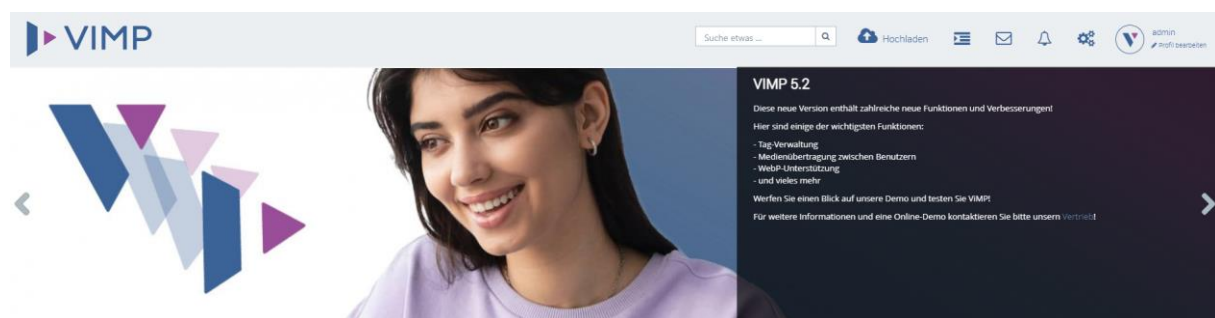 VIMP
Suche etwas ...
Hochladen
admin
Profil bearbeiten
VIMP 5.2
Diese neue Version enthält zahlreiche neue Funktionen und Verbesserungen!
Hier sind einige der wichtigsten Funktionen:
- Tag-Verwaltung
- Medienübertragung zwischen Benutzern
- WebP-Unterstützung
- und vieles mehr
Werfen Sie einen Blick auf unsere Demo und testen Sie VIMP!
Für weitere Informationen und eine Online-Demo kontaktieren Sie bitte unsern Vertrieb!